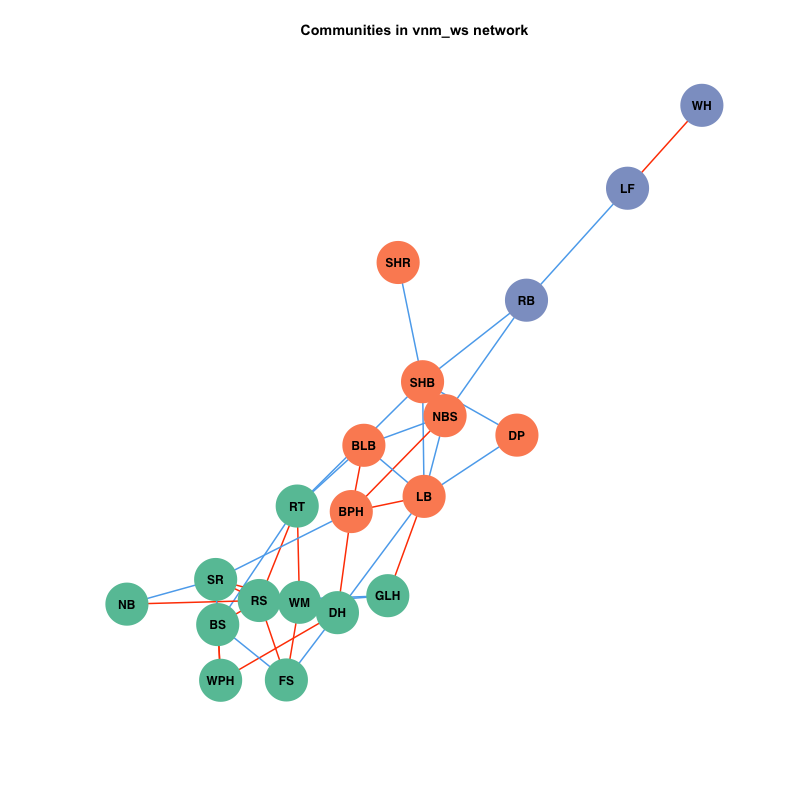 Communities in vnm_ws network
WH
LF
SHR
RB
SHB
NBS
DP
BLB
LB
RT
BPH
SR
GLH
RS
WM
NB
DH
BS
WPH
FS